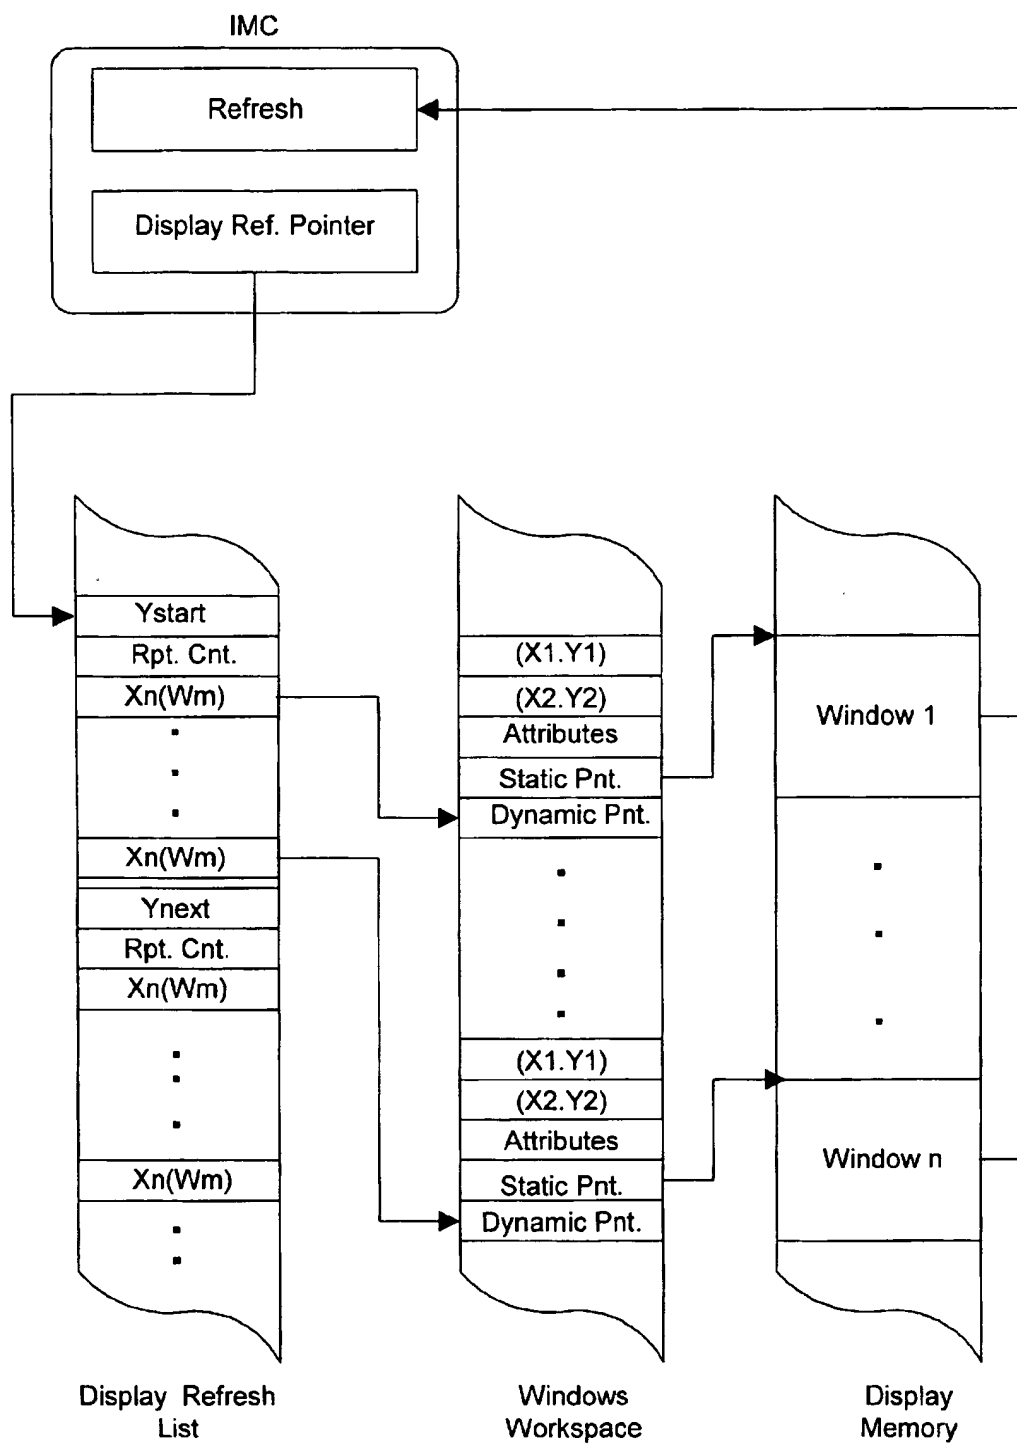 IMC
Refresh
Display Ref. Pointer
Ystart
Rpt. Cnt.
Xn(Wm)
Xn(Wm)
Ynext
Rpt. Cnt.
Xn(Wm)
Xn(Wm)
Display Refresh
List
(X1.Y1)
(X2.Y2)
Attributes
Static Pnt.
Dynamic Pnt.
(X1.Y1)
(X2.Y2)
Attributes
Static Pnt.
Dynamic Pnt.
Windows
Workspace
Window 1
Window n
Display
Memory